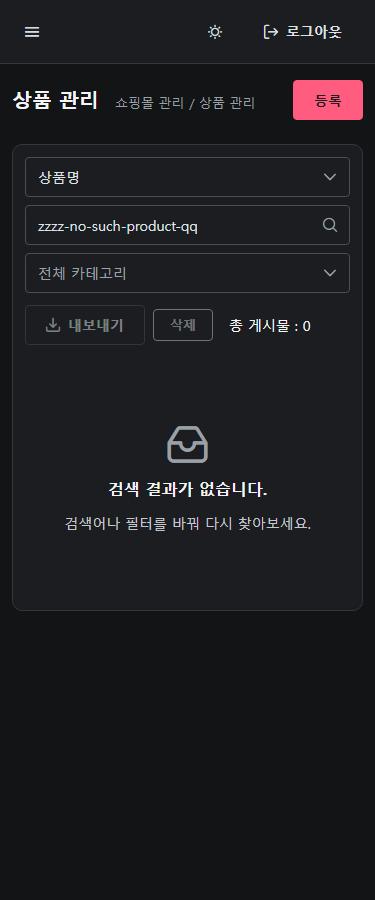 로그아웃
상품 관리 쇼핑몰 관리 / 상품 관리 등록
상품명
zzzz-no-such-product-qq
전체 카테고리
내보내기 삭제 총 게시물 : 0
검색 결과가 없습니다.
검색어나 필터를 바꿔 다시 찾아보세요.